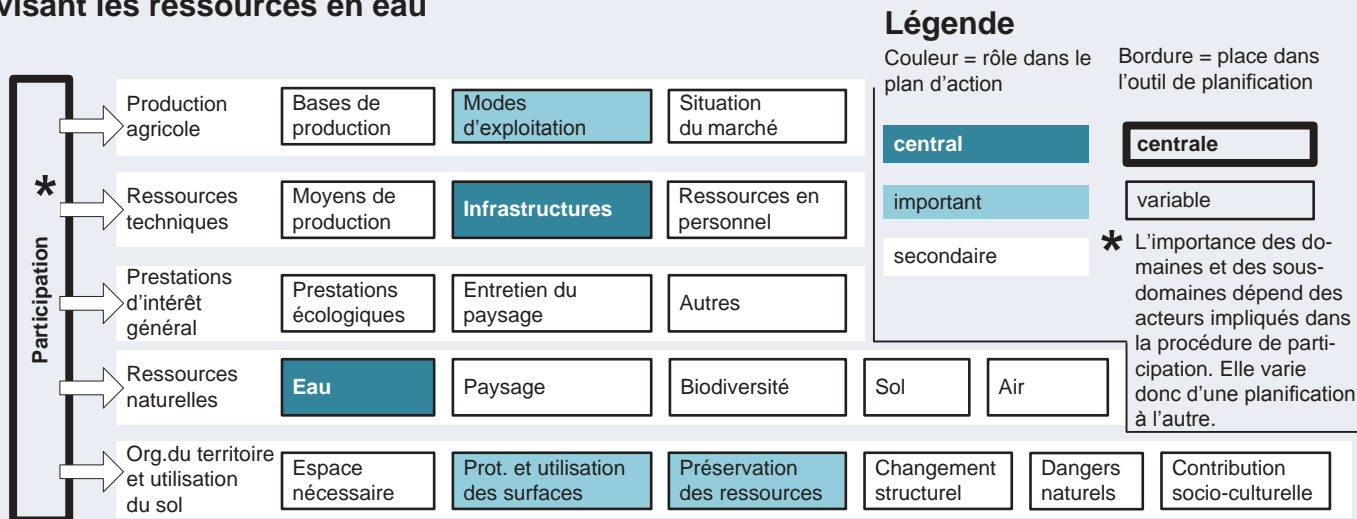 visant les ressources en eau
Légende
Couleur = rôle dans le
plan d'action
Bordure = place dans
l'outil de planification
central
centrale
important
variable
secondaire
* L'importance des do-
maines et des sous-
domaines dépend des
acteurs impliqués dans
la procédure de parti-
cipation. Elle varie
donc d'une planification
à l'autre.
Participation
*
Production
agricole
Bases de
production
Modes
d'exploitation
Situation
du marché
Ressources
techniques
Moyens de
production
Infrastructures
Ressources en
personnel
Prestations
d'intérêt
général
Prestations
écologiques
Entretien du
paysage
Autres
Ressources
naturelles
Eau
Paysage
Biodiversité
Sol
Air
Org.du territoire
et utilisation
du sol
Espace
nécessaire
Prot. et utilisation
des surfaces
Préservation
des ressources
Changement
structurel
Dangers
naturels
Contribution
socio-culturelle